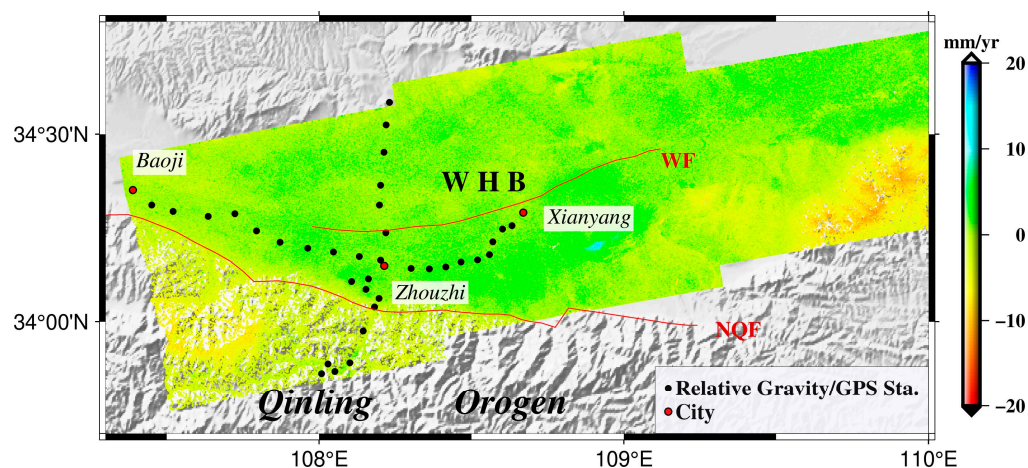 mm/yr
20
10
0
−10
−20
34°30'N
34°00'N
Baoji
W H B
WF
Xianyang
Zhouzhi
NQF
Qinling Orogen
Relative Gravity/GPS Sta.
City
108°E
109°E
110°E